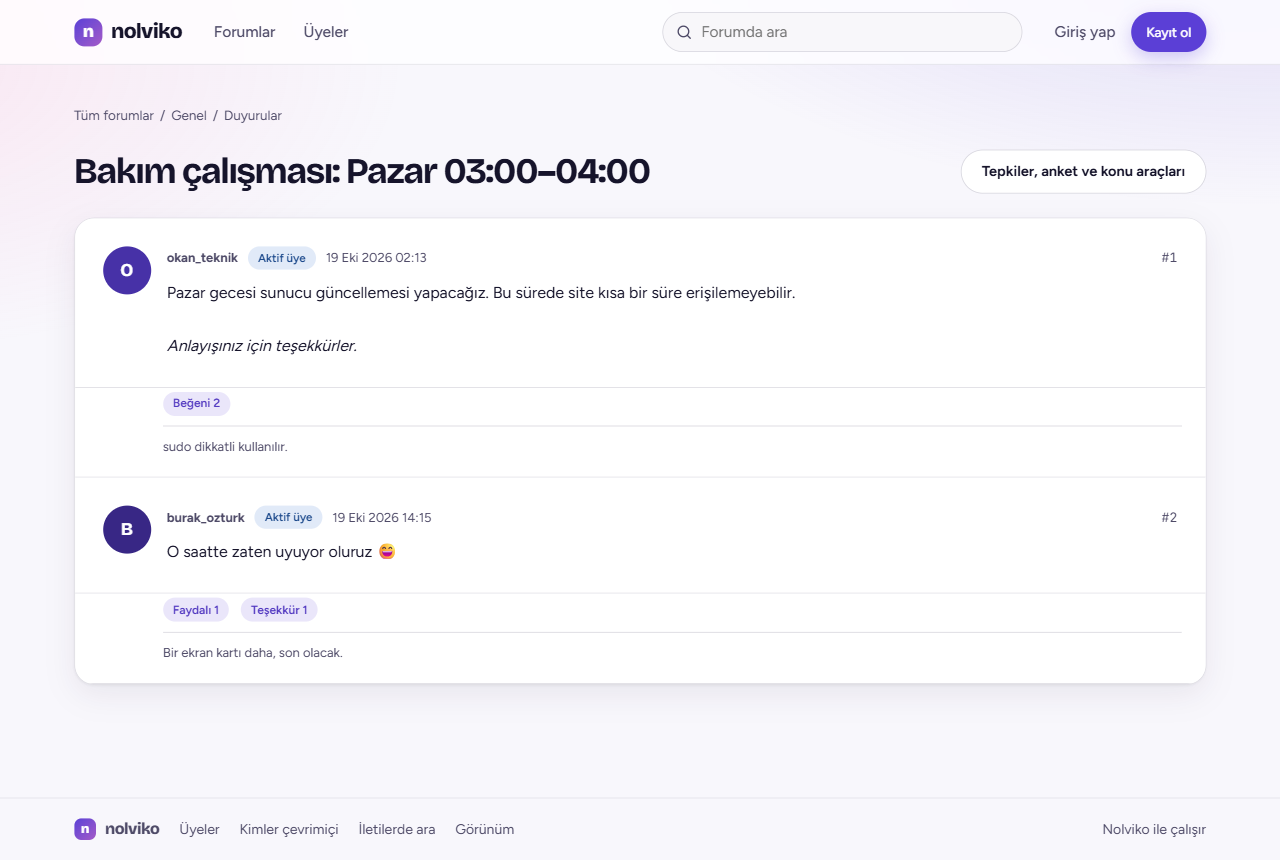 n nolviko Forumlar Üyeler Forumda ara Giriş yap Kayıt ol
Tüm forumlar / Genel / Duyurular
Bakım çalışması: Pazar 03:00–04:00 Tepkiler, anket ve konu araçları
O okan_teknik Aktif üye 19 Eki 2026 02:13 #1
Pazar gecesi sunucu güncellemesi yapacağız. Bu sürede site kısa bir süre erişilemeyebilir.
Anlayışınız için teşekkürler.
Beğeni 2
sudo dikkatli kullanılır.
B burak_ozturk Aktif üye 19 Eki 2026 14:15 #2
O saatte zaten uyuyor oluruz 😄
Faydalı 1 Teşekkür 1
Bir ekran kartı daha, son olacak.
n nolviko Üyeler Kimler çevrimiçi İletilerde ara Görünüm Nolviko ile çalışır